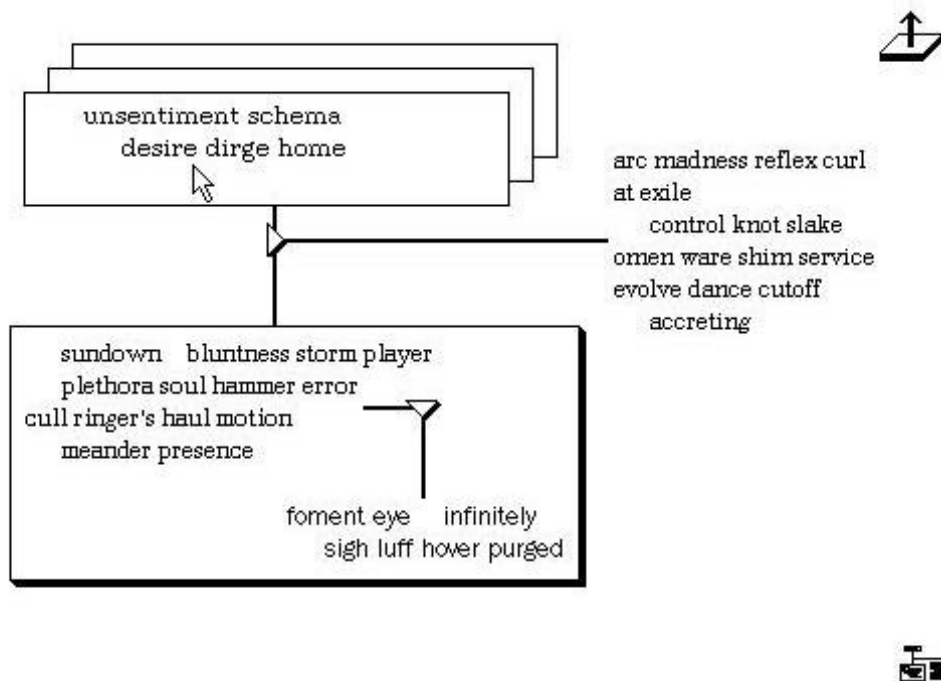 unsentiment schema
desire dirge home
arc madness reflex curl
at exile
control knot slake
omen ware shim service
evolve dance cutoff
accreting
sundown bluntness storm player
plethora soul hammer error
cull ringer's haul motion
meander presence
foment eye infinitely
sigh luff hover purged